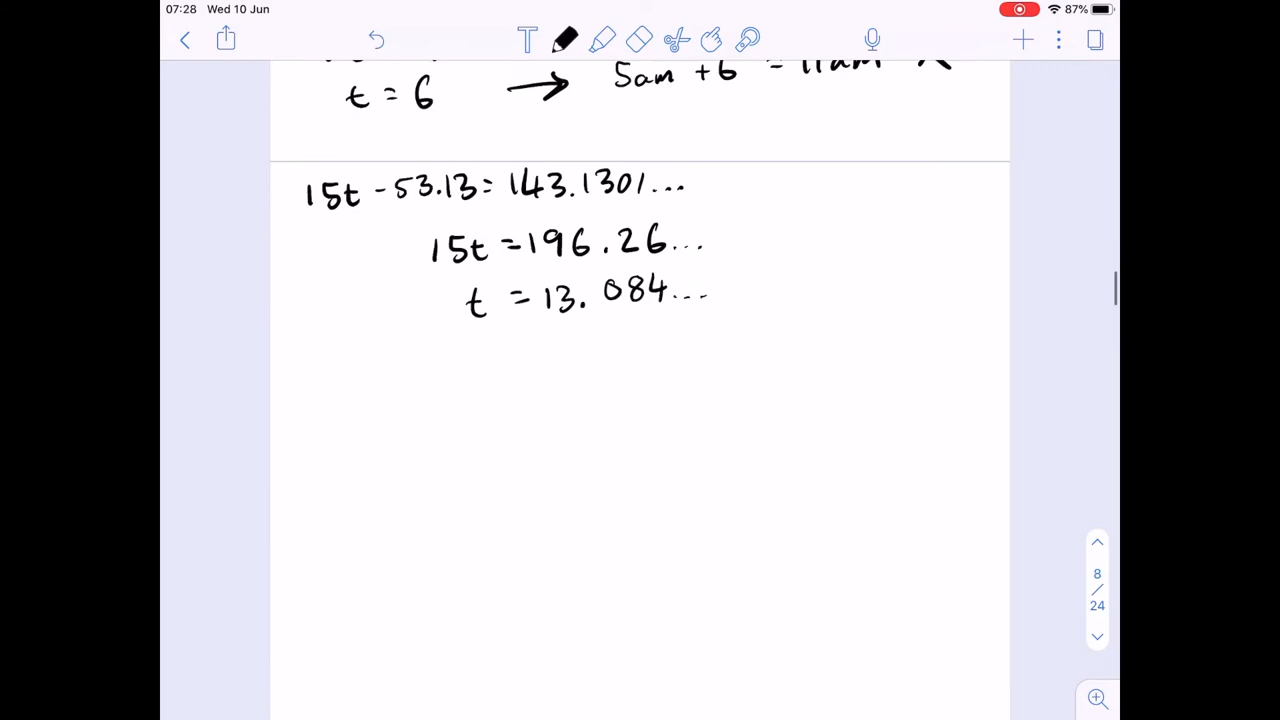 07:28 Wed 10 Jun
87%
T
5am + 6 = 11am
t = 6
15t - 53.13 = 143.1301...
15t = 196.26...
t = 13.084...
8
/
24